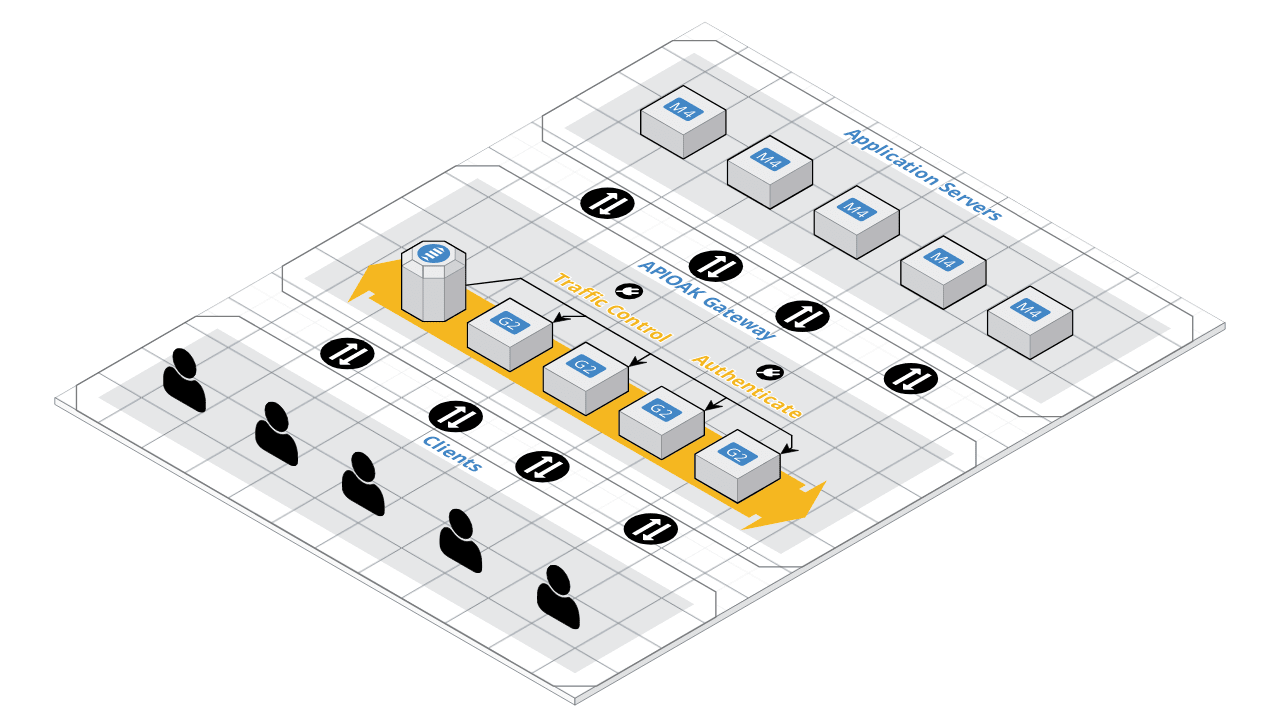 M4
M4
M4
M4
M4
Application Servers
APIOAK Gateway
Traffic Control
Authenticate
G2
G2
G2
G2
Clients